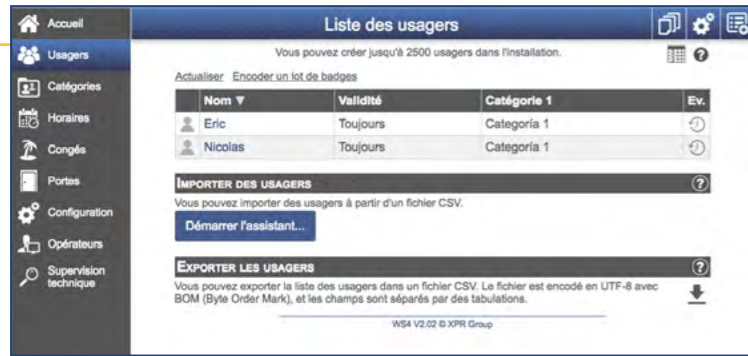 Accueil
Liste des usagers
Usagers
Vous pouvez créer jusqu'à 2500 usagers dans l'installation.
Catégories
Actualiser Encoder un lot de badges
Horaires
Nom ▼ Validité Catégorie 1 Ev.
Eric Toujours Categoría 1
Congés
Nicolas Toujours Categoría 1
Portes
IMPORTER DES USAGERS
Vous pouvez importer des usagers à partir d'un fichier CSV.
Configuration
Démarrer l'assistant...
Opérateurs
EXPORTER LES USAGERS
Supervision
technique
Vous pouvez exporter la liste des usagers dans un fichier CSV. Le fichier est encodé en UTF-8 avec
BOM (Byte Order Mark), et les champs sont séparés par des tabulations.
WS4 V2.02 © XPR Group